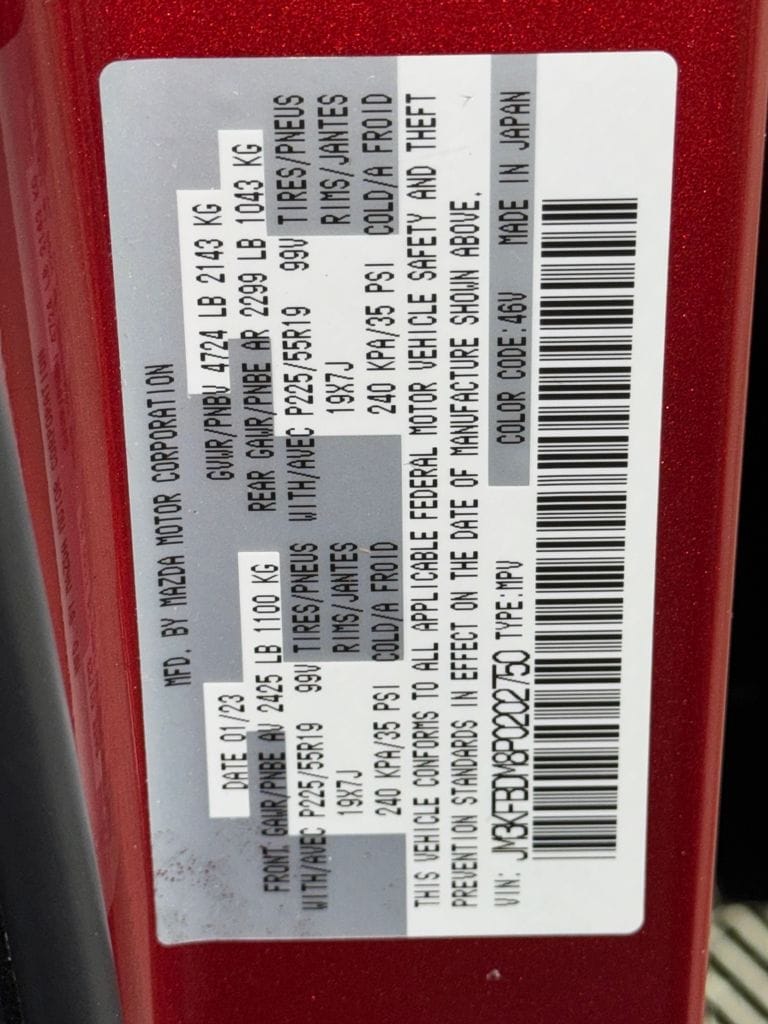 MFD. BY MAZDA MOTOR CORPORATION
DATE 01/23 GVWR/PNBV 4724 LB 2143 KG
FRONT GAWR/PNBE AV 2425 LB 1100 KG REAR GAWR/PNBE AR 2299 LB 1043 KG
WITH/AVEC P225/55R19 99V TIRES/PNEUS WITH/AVEC P225/55R19 99V TIRES/PNEUS
19X7J RIMS/JANTES 19X7J RIMS/JANTES
240 KPA/35 PSI COLD/A FROID 240 KPA/35 PSI COLD/A FROID
THIS VEHICLE CONFORMS TO ALL APPLICABLE FEDERAL MOTOR VEHICLE SAFETY AND THEFT
PREVENTION STANDARDS IN EFFECT ON THE DATE OF MANUFACTURE SHOWN ABOVE.
VIN: JM3KFBDM8P0202750 TYPE:MPV COLOR CODE:46V MADE IN JAPAN